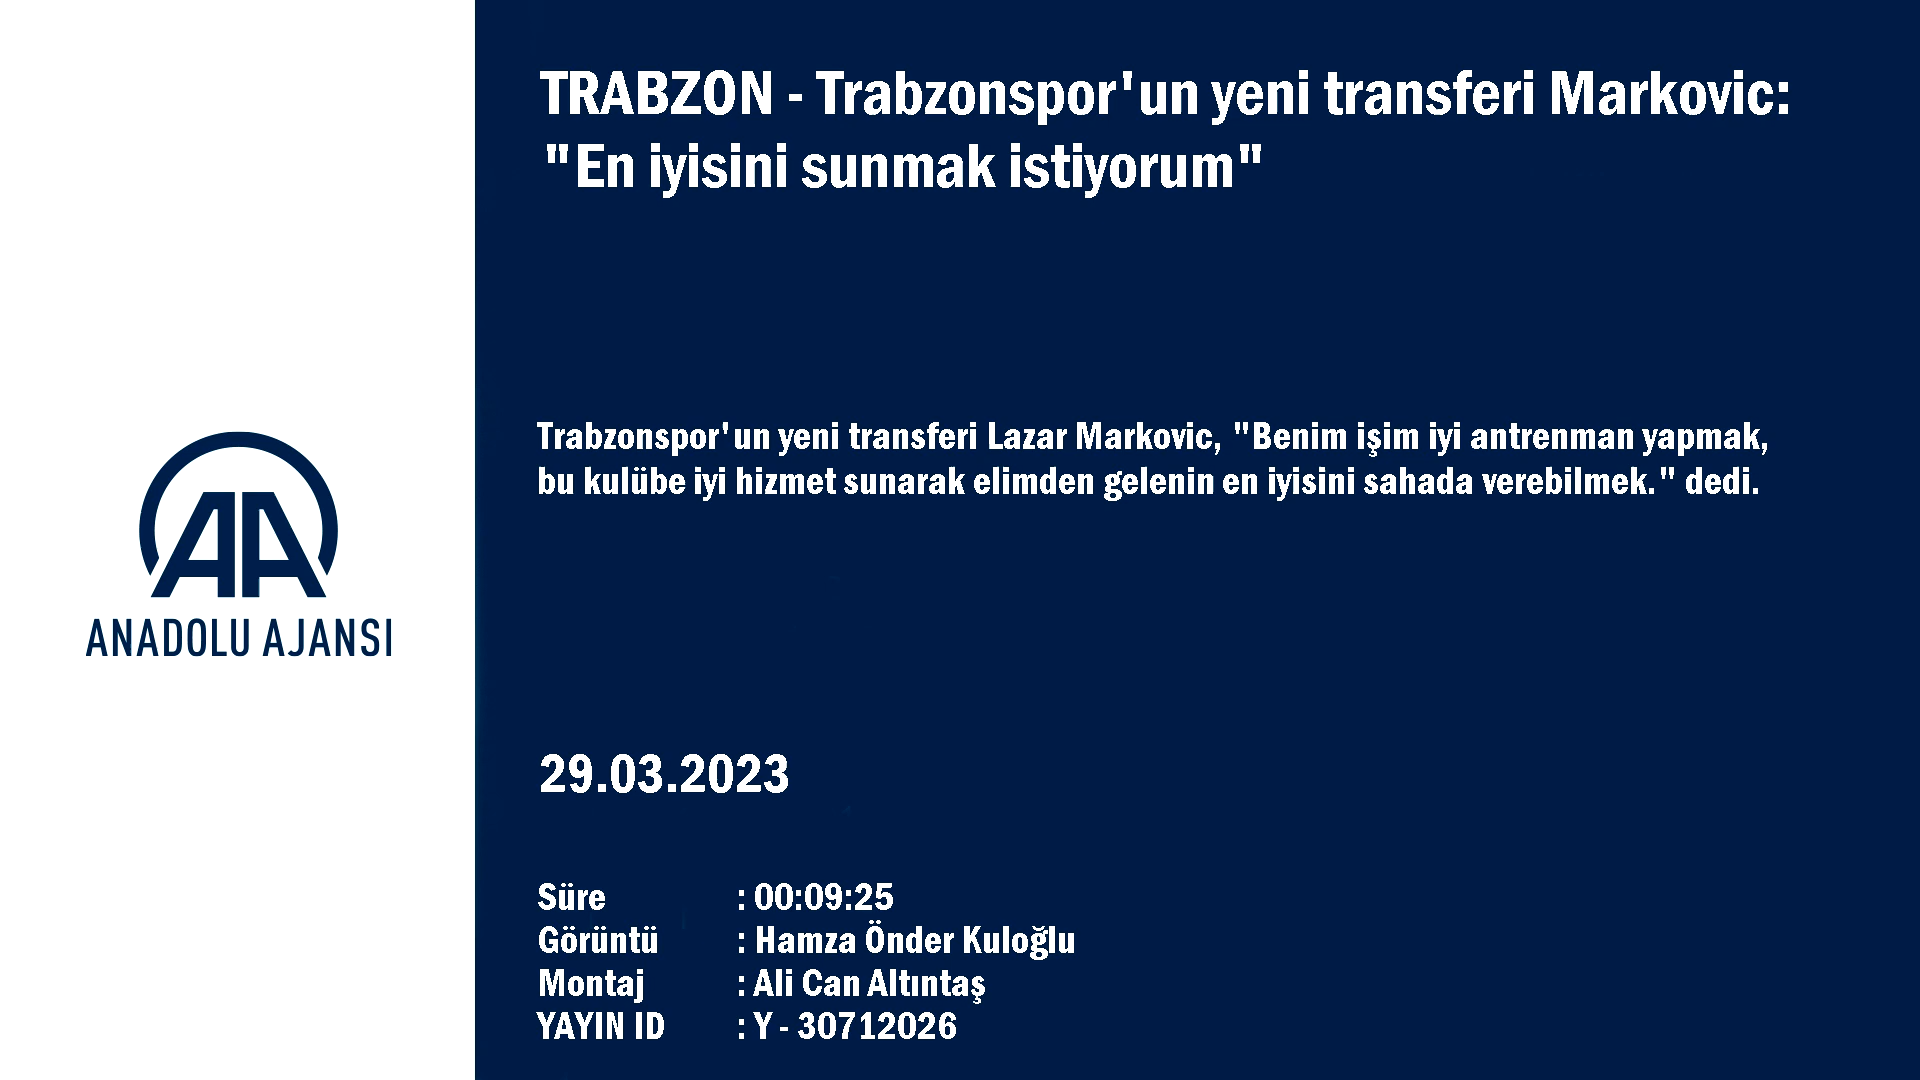 TRABZON - Trabzonspor'un yeni transferi Markovic:
"En iyisini sunmak istiyorum"
Trabzonspor'un yeni transferi Lazar Markovic, "Benim işim iyi antrenman yapmak,
bu kulübe iyi hizmet sunarak elimden gelenin en iyisini sahada verebilmek." dedi.
AA
ANADOLU AJANSI
29.03.2023
Süre : 00:09:25
Görüntü : Hamza Önder Kuloğlu
Montaj : Ali Can Altıntaş
YAYIN ID : Y - 30712026